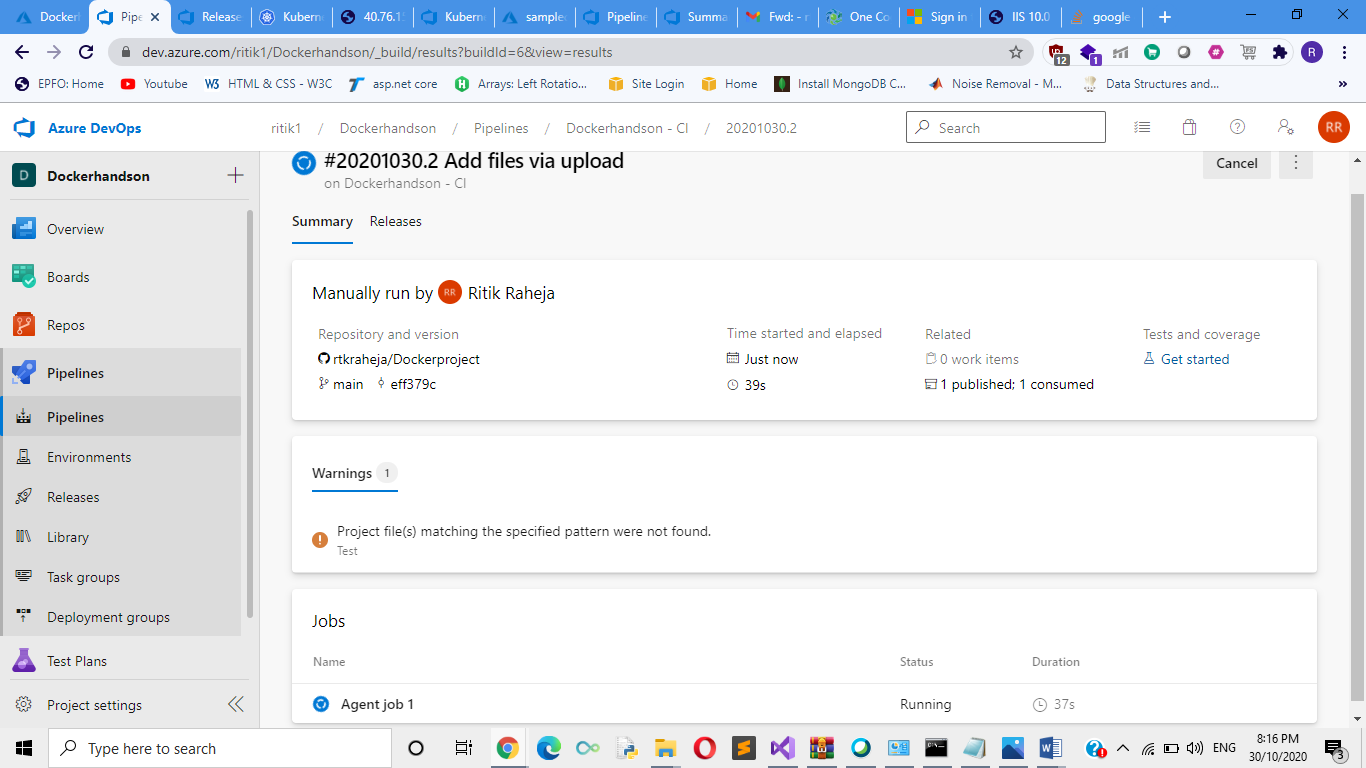 Docker
Pipe
Release
Kubern
40.76.1
Kubern
sample
Pipeline
Summa
Fwd: - r
One Co
Sign in
IIS 10.0
google
dev.azure.com/ritik1/Dockerhandson/_build/results?buildId=6&view=results
12
1
R
EPFO: Home
Youtube
W3S HTML & CSS - W3C
asp.net core
Arrays: Left Rotatio...
Site Login
Home
Install MongoDB C...
Noise Removal - M...
Data Structures and...
»
Azure DevOps
ritik1 / Dockerhandson / Pipelines / Dockerhandson - CI / 20201030.2
Search
RR
D Dockerhandson
Overview
Boards
Repos
Pipelines
Pipelines
Environments
Releases
Library
Task groups
Deployment groups
Test Plans
Project settings
#20201030.2 Add files via upload
on Dockerhandson - CI
Cancel
Summary Releases
Manually run by RR Ritik Raheja
Repository and version
rtkraheja/Dockerproject
main eff379c
Time started and elapsed
Just now
39s
Related
0 work items
1 published; 1 consumed
Tests and coverage
Get started
Warnings 1
Project file(s) matching the specified pattern were not found.
Test
Jobs
Name Status Duration
Agent job 1 Running 37s
Type here to search
ENG
8:16 PM
30/10/2020
3